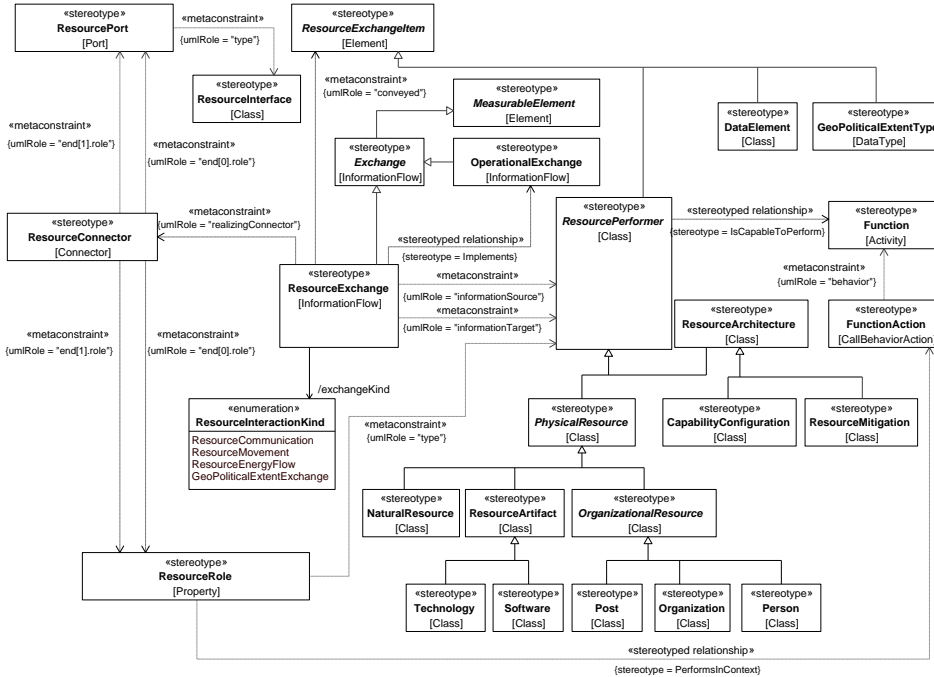 «stereotype»
ResourcePort
[Port]
«metaconstraint»
{umlRole = "type"}
«stereotype»
ResourceExchangeItem
[Element]
«stereotype»
ResourceInterface
[Class]
«metaconstraint»
{umlRole = "conveyed"}
«stereotype»
MeasurableElement
[Element]
«stereotype»
DataElement
[Class]
«stereotype»
GeoPoliticalExtentType
[DataType]
«metaconstraint»
{umlRole = "end[1].role"}
«metaconstraint»
{umlRole = "end[0].role"}
«stereotype»
Exchange
[InformationFlow]
«stereotype»
OperationalExchange
[InformationFlow]
«stereotype»
ResourceConnector
[Connector]
«metaconstraint»
{umlRole = "realizingConnector"}
«stereotyped relationship»
{stereotype = Implements}
«stereotype»
ResourcePerformer
[Class]
«stereotyped relationship»
{stereotype = IsCapableToPerform}
«stereotype»
Function
[Activity]
«stereotype»
ResourceExchange
[InformationFlow]
«metaconstraint»
{umlRole = "informationSource"}
«metaconstraint»
{umlRole = "informationTarget"}
«metaconstraint»
{umlRole = "behavior"}
«stereotype»
ResourceArchitecture
[Class]
«stereotype»
FunctionAction
[CallBehaviorAction]
«metaconstraint»
{umlRole = "end[1].role"}
«metaconstraint»
{umlRole = "end[0].role"}
/exchangeKind
«enumeration»
ResourceInteractionKind
ResourceCommunication
ResourceMovement
ResourceEnergyFlow
GeoPoliticalExtentExchange
«metaconstraint»
{umlRole = "type"}
«stereotype»
PhysicalResource
[Class]
«stereotype»
CapabilityConfiguration
[Class]
«stereotype»
ResourceMitigation
[Class]
«stereotype»
NaturalResource
[Class]
«stereotype»
ResourceArtifact
[Class]
«stereotype»
OrganizationalResource
[Class]
«stereotype»
ResourceRole
[Property]
«stereotype»
Technology
[Class]
«stereotype»
Software
[Class]
«stereotype»
Post
[Class]
«stereotype»
Organization
[Class]
«stereotype»
Person
[Class]
«stereotyped relationship»
{stereotype = PerformsInContext}